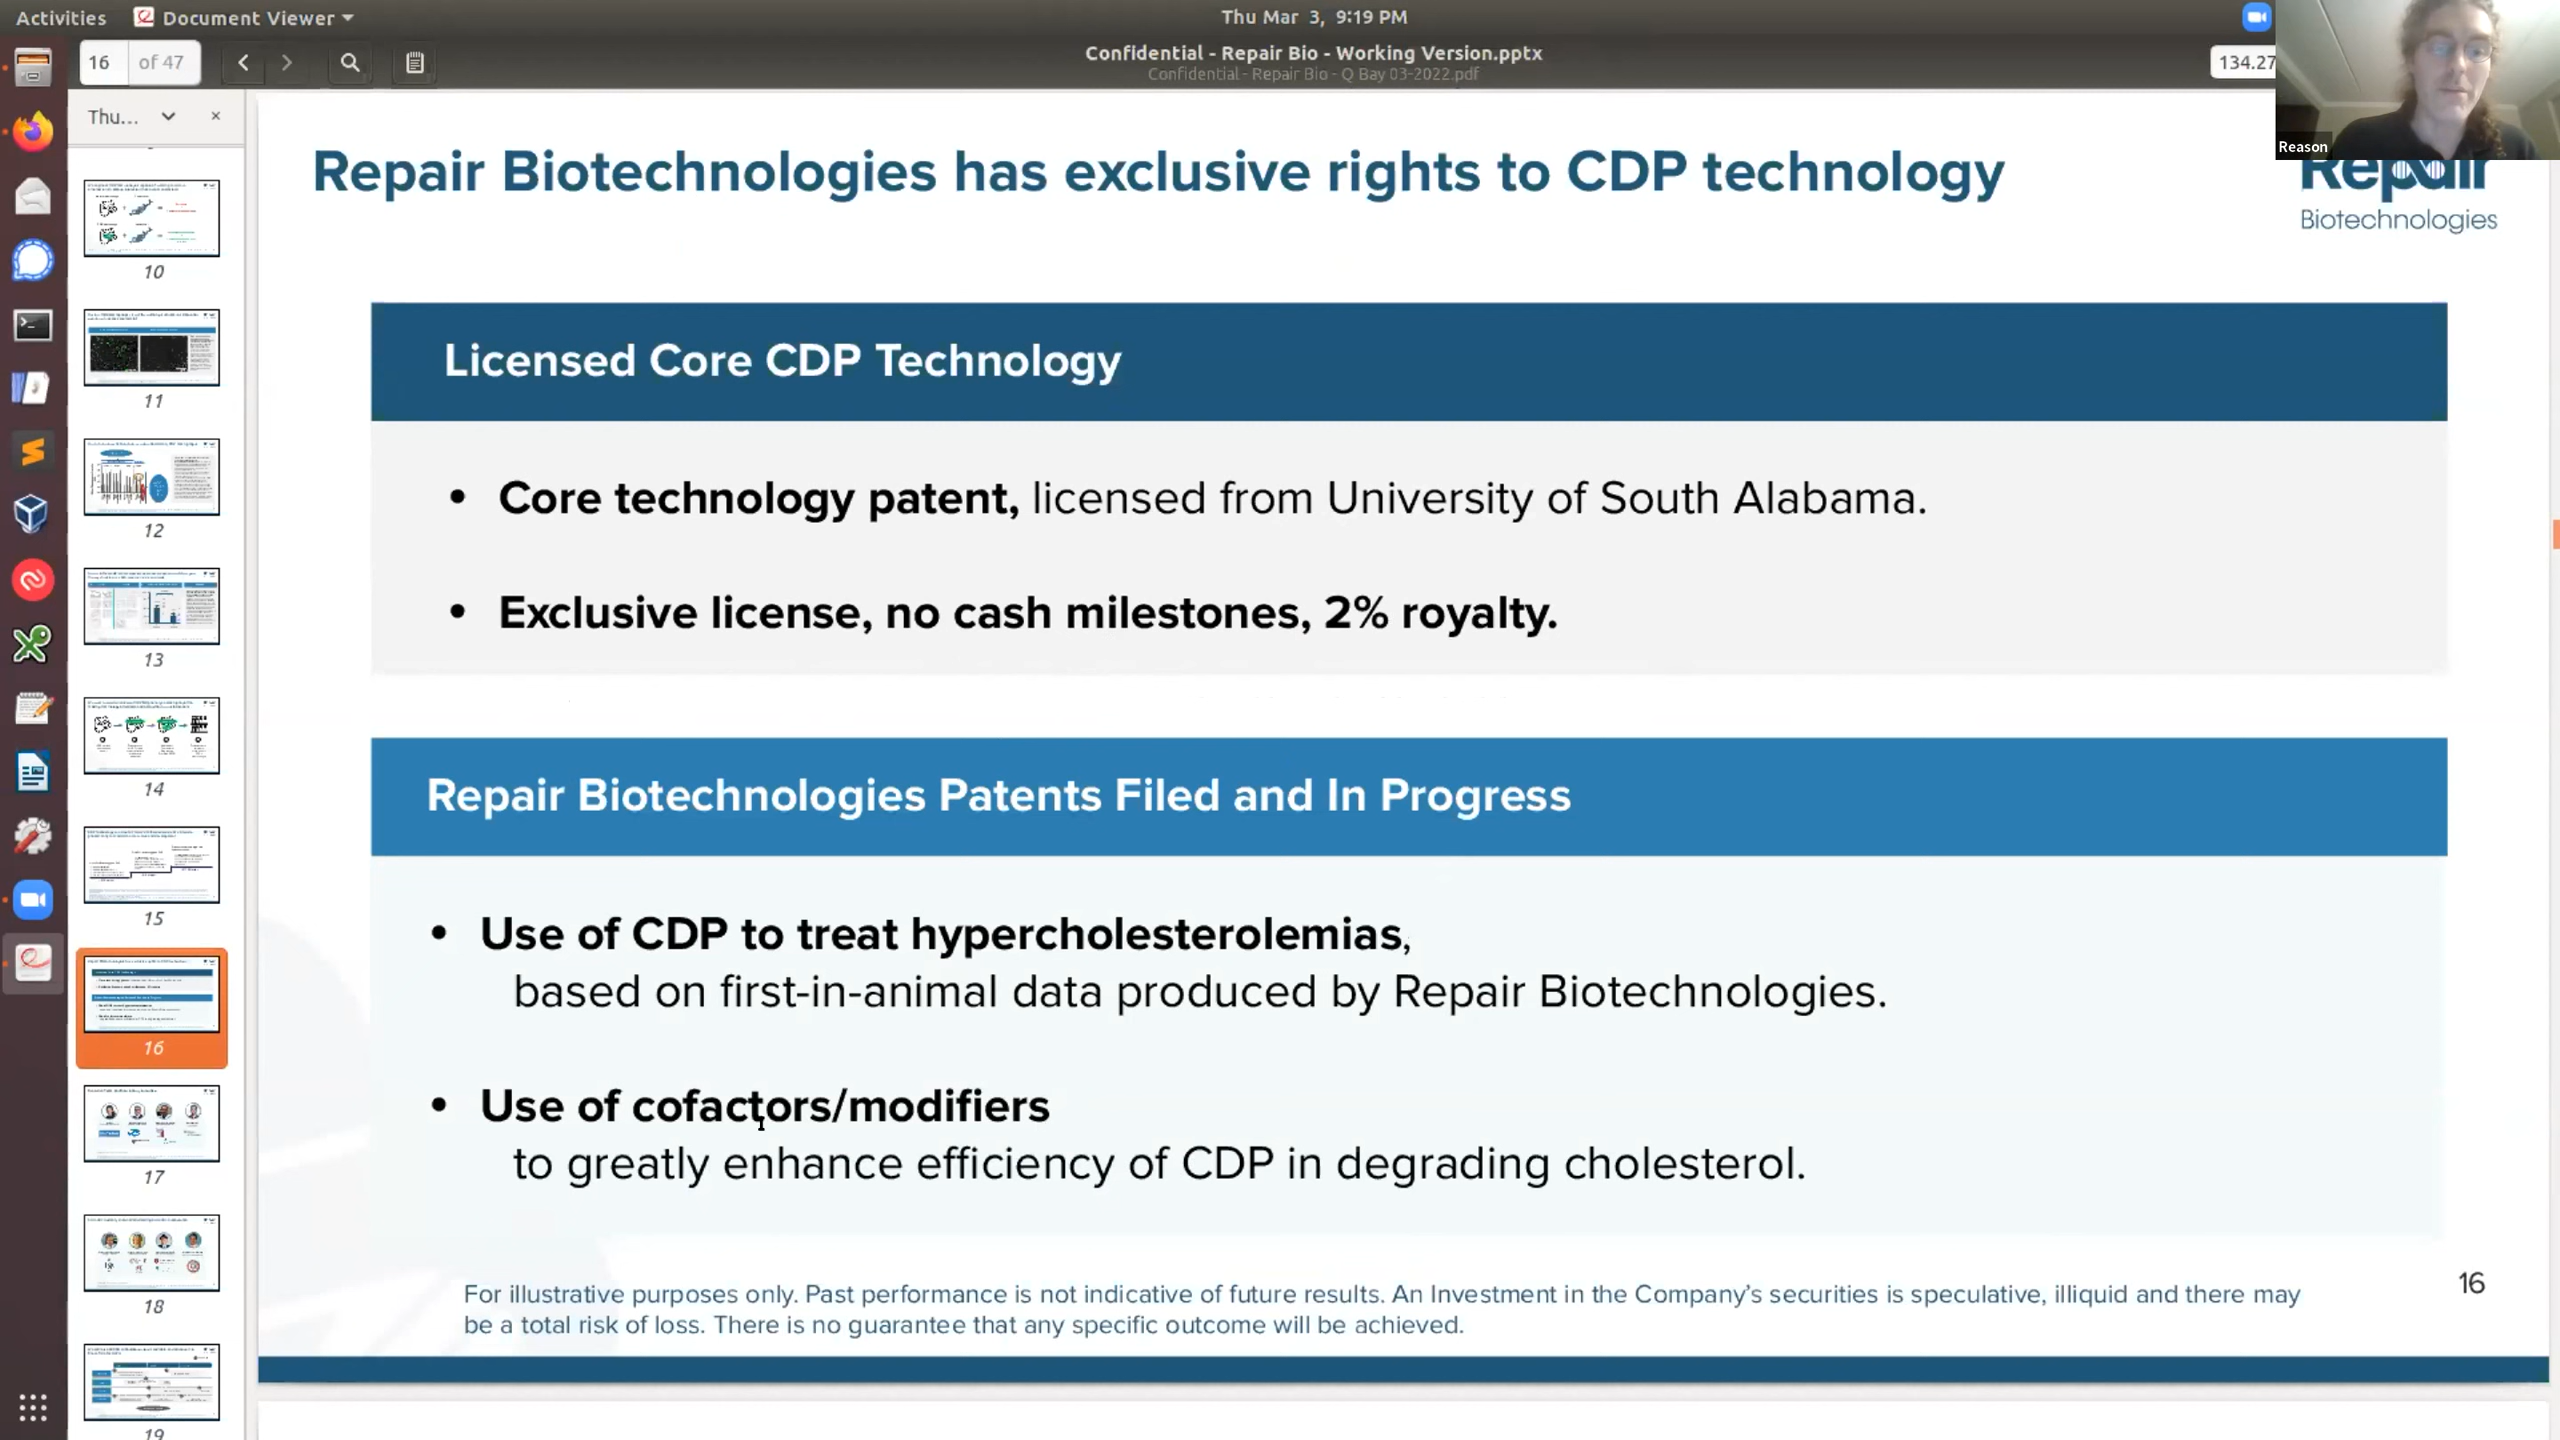 Activities
Document Viewer
Thu Mar 3, 9:19 PM
16 of 47
Confidential - Repair Bio - Working Version.pptx
Confidential - Repair Bio - Q Bay 03-2022.pdf
134.27
Reason
Thu...
10
11
12
13
14
15
16
17
18
19
Repair Biotechnologies has exclusive rights to CDP technology
Repair
Biotechnologies
Licensed Core CDP Technology
• Core technology patent, licensed from University of South Alabama.
• Exclusive license, no cash milestones, 2% royalty.
Repair Biotechnologies Patents Filed and In Progress
• Use of CDP to treat hypercholesterolemias,
based on first-in-animal data produced by Repair Biotechnologies.
• Use of cofactors/modifiers
to greatly enhance efficiency of CDP in degrading cholesterol.
For illustrative purposes only. Past performance is not indicative of future results. An Investment in the Company's securities is speculative, illiquid and there may
be a total risk of loss. There is no guarantee that any specific outcome will be achieved.
16